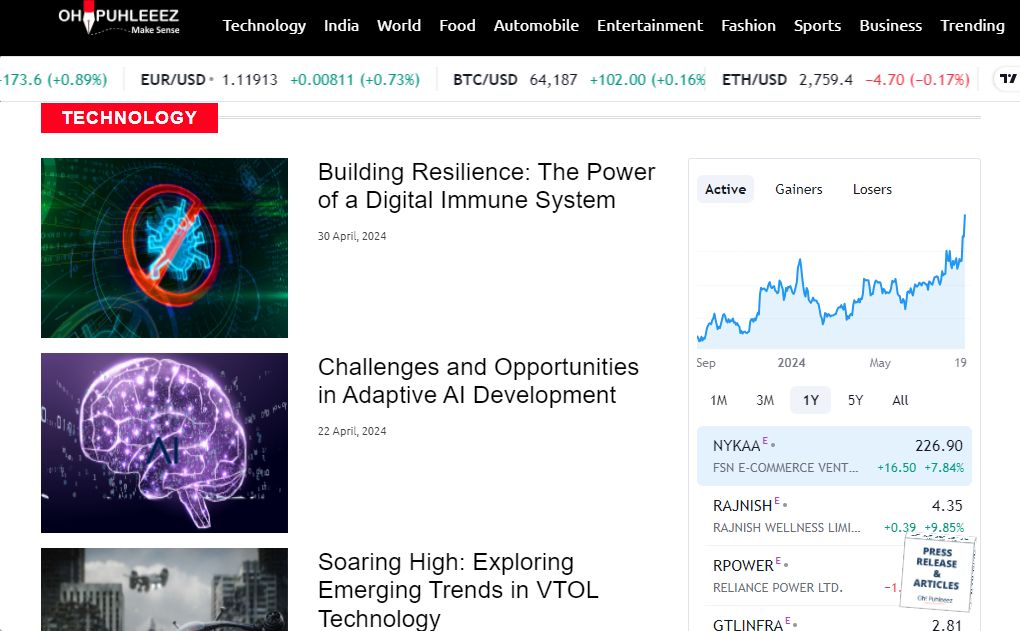 OH PUHLEEEZ
Make Sense
Technology India World Food Automobile Entertainment Fashion Sports Business Trending
173.6 (+0.89%) EUR/USD 1.11913 +0.00811 (+0.73%) BTC/USD 64,187 +102.00 (+0.16% ETH/USD 2,759.4 −4.70 (−0.17%)
TECHNOLOGY
Building Resilience: The Power
of a Digital Immune System
30 April, 2024
AI
Challenges and Opportunities
in Adaptive AI Development
22 April, 2024
Soaring High: Exploring
Emerging Trends in VTOL
Technology
Active Gainers Losers
Sep 2024 May 19
1M 3M 1Y 5Y All
NYKAA E 226.90
FSN E-COMMERCE VENT... +16.50 +7.84%
RAJNISH E 4.35
RAJNISH WELLNESS LIMI... +0.39 +9.85%
RPOWER E
RELIANCE POWER LTD. −1.
GTLINFRA E 2.81
PRESS
RELEASE
&
ARTICLES
Oh! Puhleeez